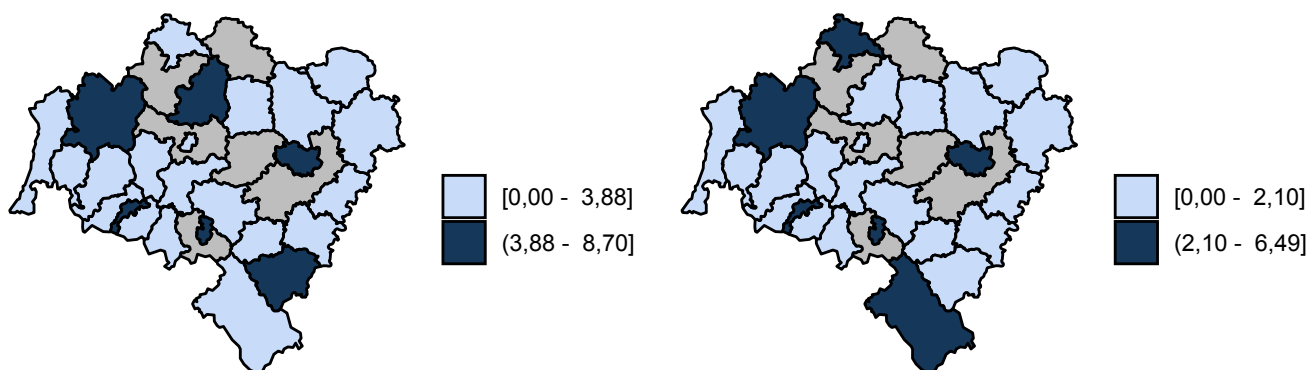 [0,00 - 3,88]
(3,88 - 8,70]
[0,00 - 2,10]
(2,10 - 6,49]